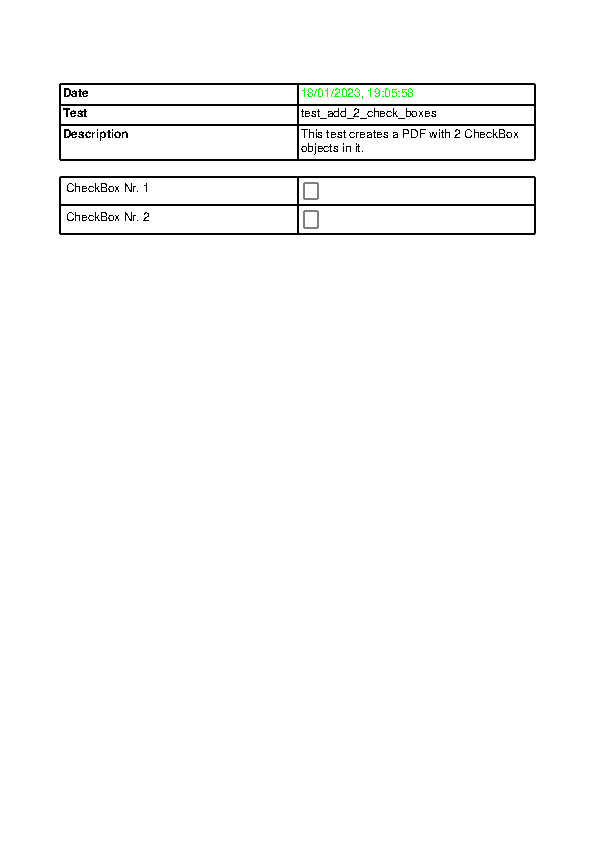 Date 18/01/2023, 19:05:58
Test test_add_2_check_boxes
Description This test creates a PDF with 2 CheckBox
objects in it.
CheckBox Nr. 1
CheckBox Nr. 2